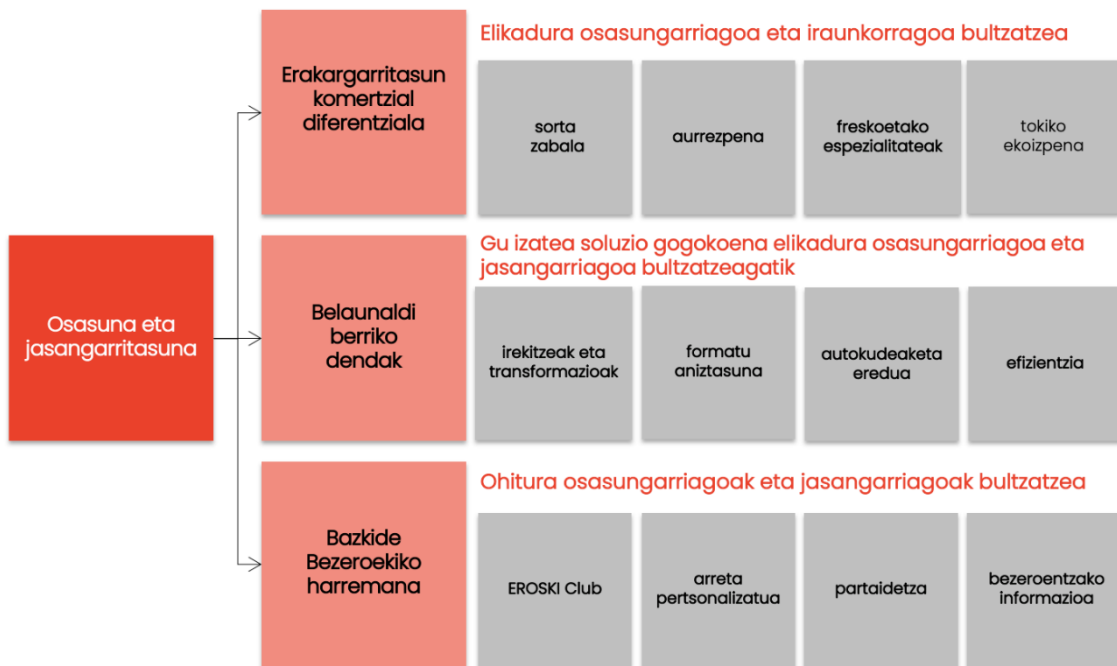 Osasuna eta
jasangarritasuna
Erakargarritasun
komertzial
diferentziala
Elikadura osasungarriagoa eta iraunkorragoa bultzatzea
sorta
zabala
aurrezpena
freskoetako
espezialitateak
tokiko
ekoizpena
Belaunaldi
berriko
dendak
Gu izatea soluzio gogokoena elikadura osasungarriagoa eta
jasangarriagoa bultzatzeagatik
irekitzeak eta
transformazioak
formatu
aniztasuna
autokudeaketa
eredua
efizientzia
Bazkide
Bezeroekiko
harremana
Ohitura osasungarriagoak eta jasangarriagoak bultzatzea
EROSKI Club
arreta
pertsonalizatua
partaidetza
bezeroentzako
informazioa